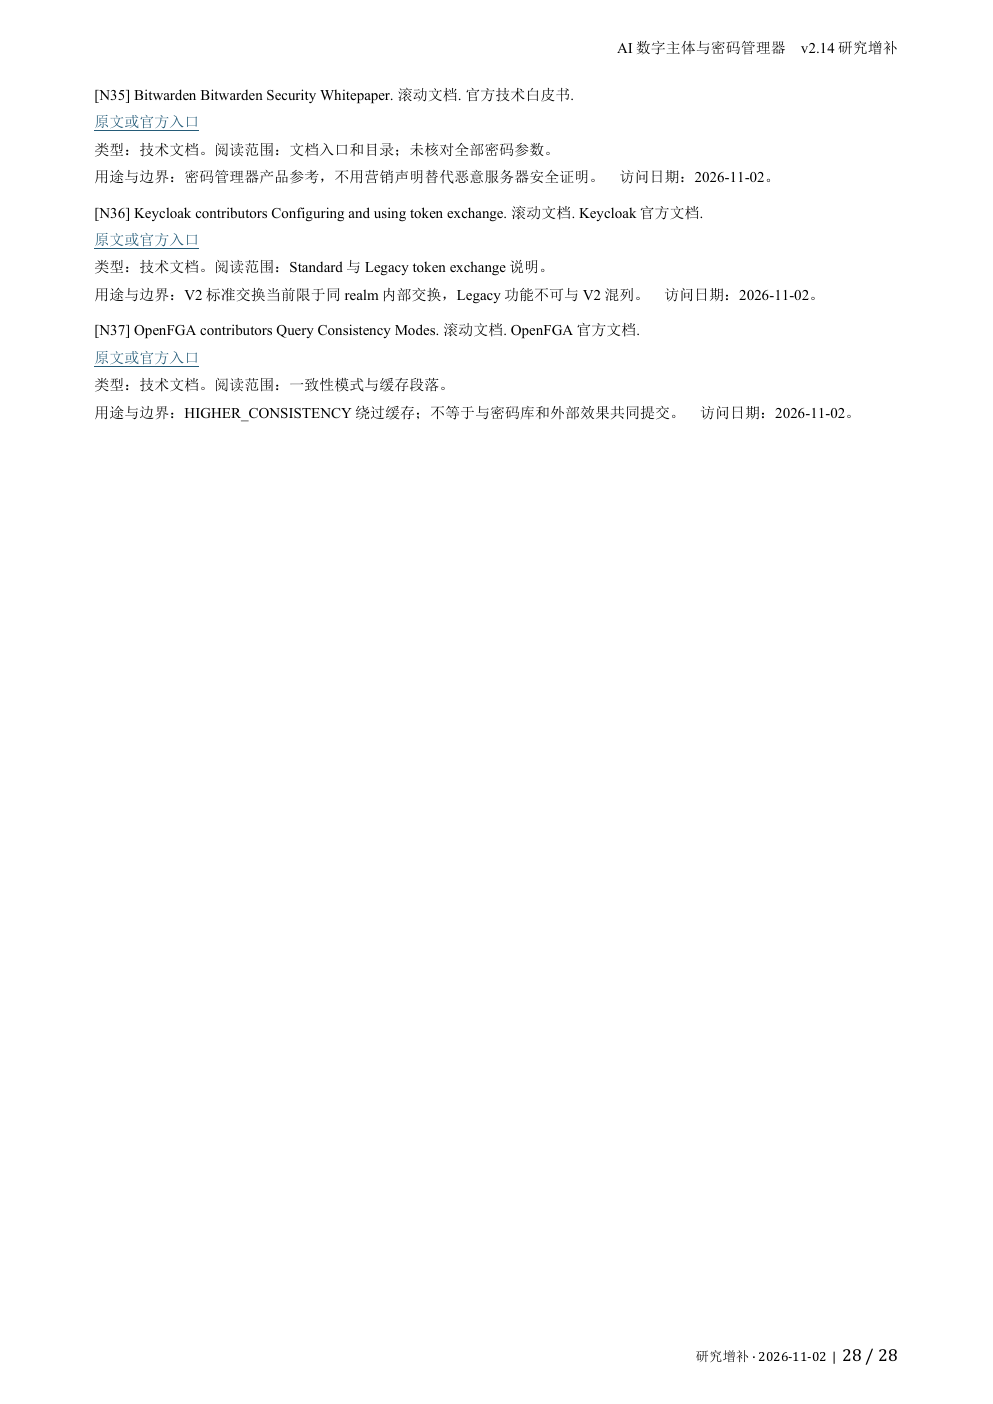 AI 数字主体与密码管理器 v2.14 研究增补
[N35] Bitwarden Bitwarden Security Whitepaper. 滚动文档. 官方技术白皮书.
原文或官方入口
类型：技术文档。阅读范围：文档入口和目录；未核对全部密码参数。
用途与边界：密码管理器产品参考，不用营销声明替代恶意服务器安全证明。 访问日期：2026-11-02。
[N36] Keycloak contributors Configuring and using token exchange. 滚动文档. Keycloak 官方文档.
原文或官方入口
类型：技术文档。阅读范围：Standard 与 Legacy token exchange 说明。
用途与边界：V2 标准交换当前限于同 realm 内部交换，Legacy 功能不可与 V2 混列。 访问日期：2026-11-02。
[N37] OpenFGA contributors Query Consistency Modes. 滚动文档. OpenFGA 官方文档.
原文或官方入口
类型：技术文档。阅读范围：一致性模式与缓存段落。
用途与边界：HIGHER_CONSISTENCY 绕过缓存；不等于与密码库和外部效果共同提交。 访问日期：2026-11-02。
研究增补 · 2026-11-02 | 28 / 28